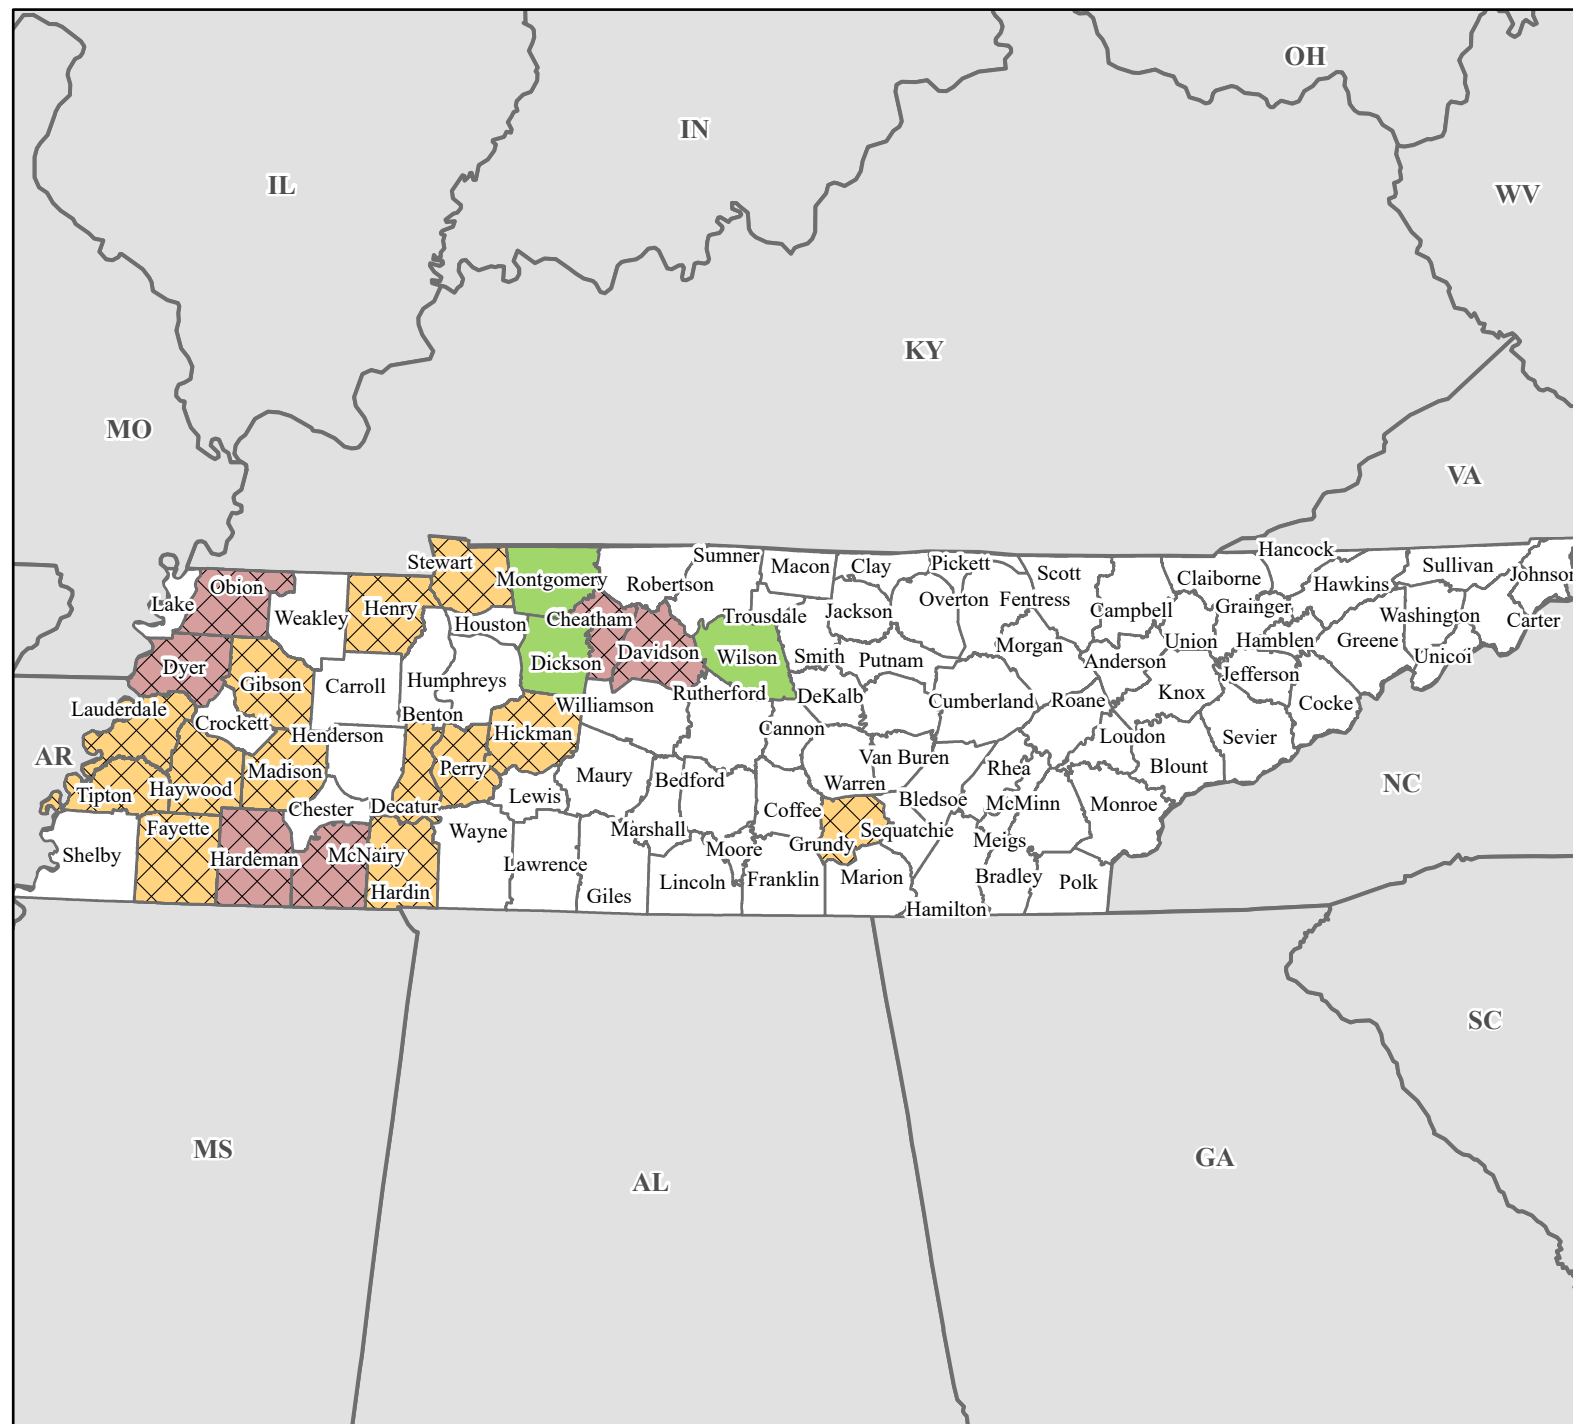 OH
IN
IL
WV
KY
MO
VA
Hancock
Sumner
Stewart
Macon
Clay
Pickett
Scott
Claiborne
Sullivan
Johnson
Montgomery
Robertson
Hawkins
Obion
Lake
Henry
Weakley
Houston
Cheatham
Trousdale
Jackson
Overton
Fentress
Campbell
Grainger
Washington
Carter
Dyer
Dickson
Davidson
Wilson
Smith
Putnam
Morgan
Anderson
Union
Hamblen
Greene
Unicoi
Gibson
Carroll
Humphreys
Rutherford
DeKalb
Cumberland
Roane
Knox
Jefferson
Cocke
Lauderdale
Crockett
Benton
Williamson
Henderson
Hickman
Cannon
Loudon
Sevier
AR
Madison
Perry
Maury
Bedford
Van Buren
Rhea
Blount
NC
Tipton
Haywood
Chester
Decatur
Lewis
Warren
Coffee
Bledsoe
McMinn
Monroe
Fayette
Wayne
Marshall
Sequatchie
Shelby
Hardeman
McNairy
Lawrence
Moore
Grundy
Meigs
Hardin
Giles
Lincoln
Franklin
Marion
Bradley
Polk
Hamilton
SC
MS
AL
GA